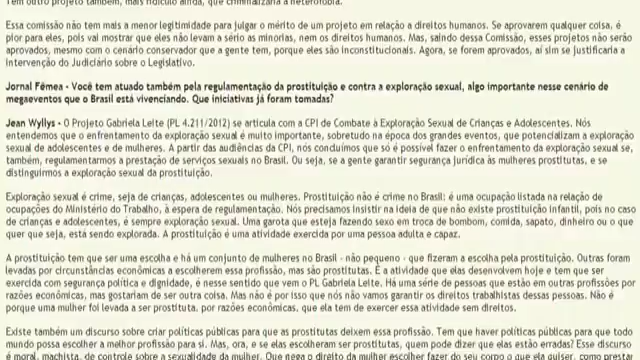 Tem outro projeto também, mais ridículo ainda, que criminalizaria a heterofobia.
Essa comissão não tem mais a menor legitimidade para julgar o mérito de um projeto em relação a direitos humanos. Se aprovarem qualquer coisa, é
pior para eles, pois vai mostrar que eles não levam a sério as minorias, nem os direitos humanos. Mas, saindo dessa Comissão, esses projetos não serão
aprovados, mesmo com o cenário conservador que a gente tem, porque eles são inconstitucionais. Agora, se forem aprovados, aí sim se justificaria a
intervenção do Judiciário sobre o Legislativo.
Jornal Fêmea - Você tem atuado também pela regulamentação da prostituição e contra a exploração sexual, algo importante nesse cenário de
megaeventos que o Brasil está vivenciando. Que iniciativas já foram tomadas?
Jean Wyllys - O Projeto Gabriela Leite (PL 4.211/2012) se articula com a CPI de Combate à Exploração Sexual de Crianças e Adolescentes. Nós
entendemos que o enfrentamento da exploração sexual é muito importante, sobretudo na época dos grandes eventos, que potencializam a exploração
sexual de adolescentes e de mulheres. A partir das audiências da CPI, nós concluímos que só é possível fazer o enfrentamento da exploração sexual se,
também, regulamentarmos a prestação de serviços sexuais no Brasil. Ou seja, se a gente garantir segurança jurídica às mulheres prostitutas, e se
distinguirmos a exploração sexual da prostituição.
Exploração sexual é crime, seja de crianças, adolescentes ou mulheres. Prostituição não é crime no Brasil: é uma ocupação listada na relação de
ocupações do Ministério do Trabalho, à espera de regulamentação. Nós precisamos insistir na ideia de que não existe prostituição infantil, pois no caso
de crianças e adolescentes, é sempre exploração sexual. Uma garota que esteja fazendo sexo em troca de bombom, comida, sapato, dinheiro ou o que
quer que seja, está sendo explorada. A prostituição é uma atividade exercida por uma pessoa adulta e capaz.
A prostituição tem que ser uma escolha e há um conjunto de mulheres no Brasil - não pequeno - que fizeram a escolha pela prostituição. Outras foram
levadas por circunstâncias econômicas a escolherem essa profissão, mas são prostitutas. É a atividade que elas desenvolvem hoje e tem que ser
exercida com segurança política e dignidade, é nesse sentido que vem o PL Gabriela Leite. Há uma série de pessoas que estão em outras profissões por
razões econômicas, mas gostariam de ser outra coisa. Mas não é por isso que nós não vamos garantir os direitos trabalhistas dessas pessoas. Não é
porque uma mulher foi levada a ser prostituta, por razões econômicas, que ela tem de exercer essa atividade sem direitos.
Existe também um discurso sobre criar políticas públicas para que as prostitutas deixem essa profissão. Tem que haver políticas públicas para que todo
mundo possa escolher a melhor profissão para si. Mas, ora, e se elas escolheram ser prostitutas, quem pode dizer que elas estão erradas? Esse discurso
é moral, machista, de controle sobre a sexualidade da mulher. Que nega o direito da mulher escolher fazer do seu corpo o que ela quiser, como prestar